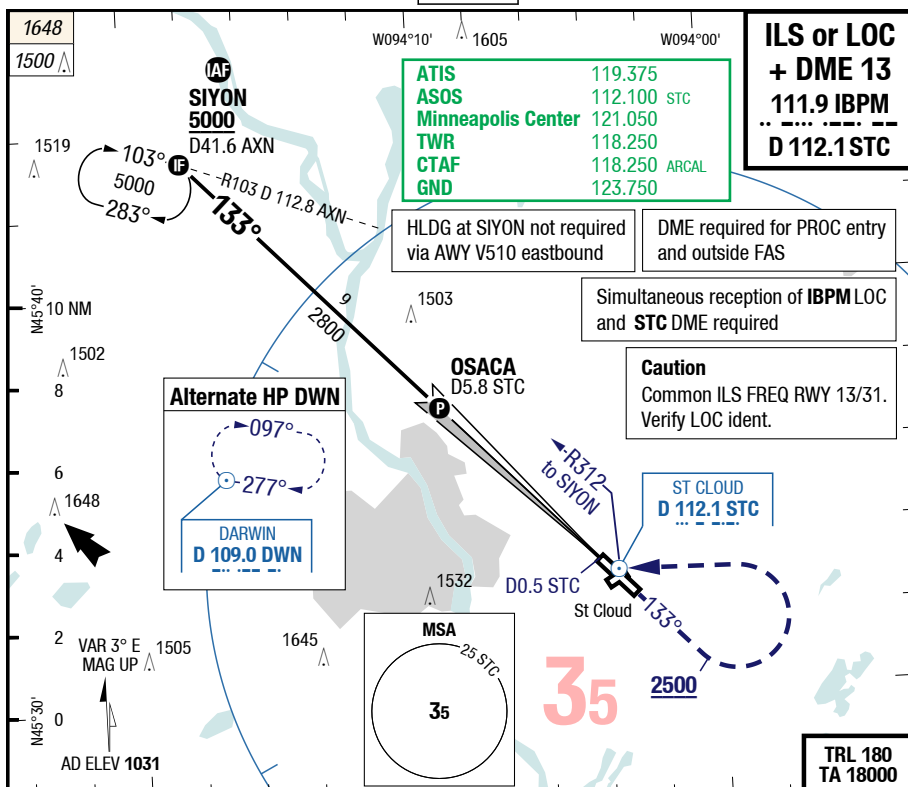 1648
1500
W094°10'
1605
W094°00'
ILS or LOC
+ DME 13
111.9 IBPM
D 112.1 STC
IAF
SIYON
5000
D41.6 AXN
ATIS 119.375
ASOS 112.100 STC
Minneapolis Center 121.050
TWR 118.250
CTAF 118.250 ARCAL
GND 123.750
1519
103°
IF
5000
283°
R103 D 112.8 AXN
133°
HLDG at SIYON not required
via AWY V510 eastbound
DME required for PROC entry
and outside FAS
Simultaneous reception of IBPM LOC
and STC DME required
N45°40'
10 NM
9
2800
1503
1502
OSACA
D5.8 STC
P
Caution
Common ILS FREQ RWY 13/31.
Verify LOC ident.
8
Alternate HP DWN
097°
277°
DARWIN
D 109.0 DWN
6
1648
R312
to SIYON
ST CLOUD
D 112.1 STC
4
1532
D0.5 STC
St Cloud
133°
2
VAR 3° E
MAG UP
1505
1645
MSA
25 STC
35
35
2500
N45°30'
0
AD ELEV 1031
TRL 180
TA 18000